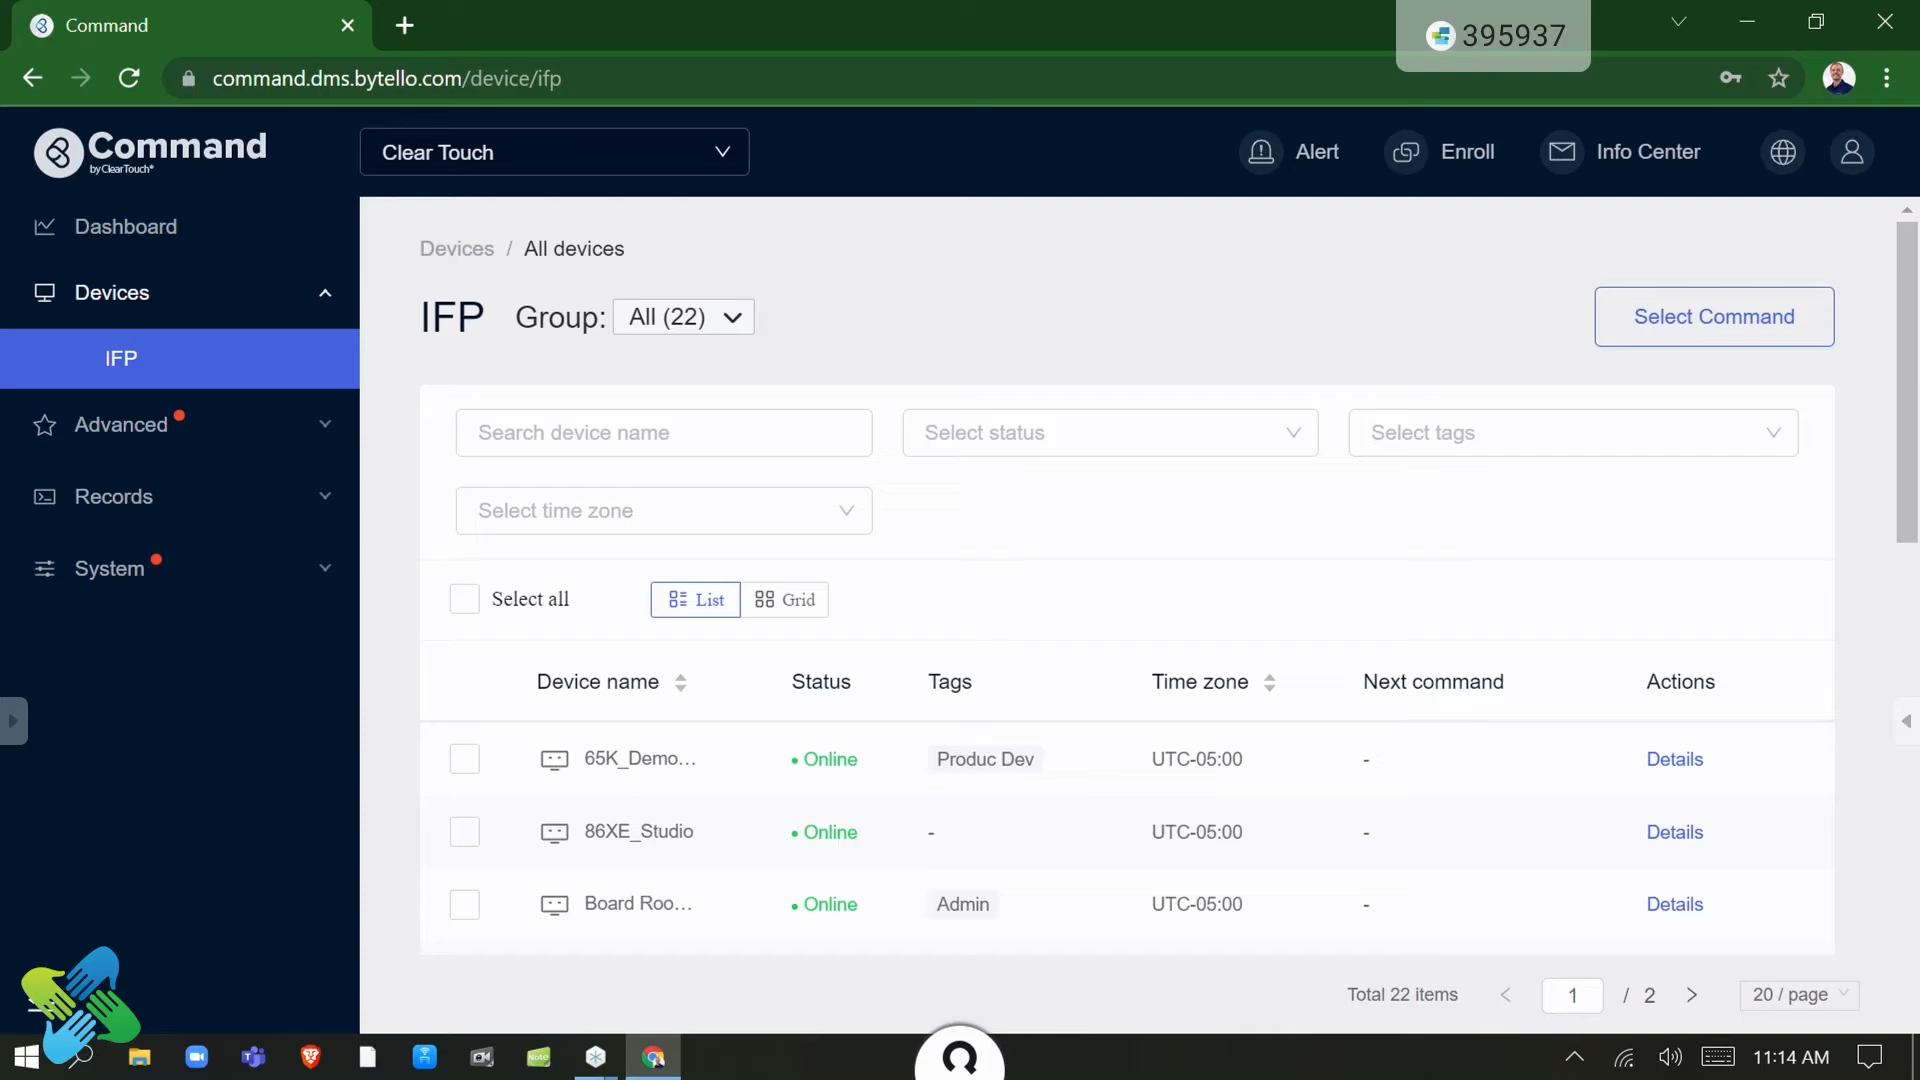 Command
395937
command.dms.bytello.com/device/ifp
Command
by ClearTouch®
Clear Touch
Alert
Enroll
Info Center
Dashboard
Devices
IFP
Advanced
Records
System
Devices / All devices
IFP
Group: All (22)
Select Command
Search device name
Select status
Select tags
Select time zone
Select all
List
Grid
Device name Status Tags Time zone Next command Actions
65K_Demo... Online Produc Dev UTC-05:00 - Details
86XE_Studio Online - UTC-05:00 - Details
Board Roo... Online Admin UTC-05:00 - Details
Total 22 items < 1 / 2 > 20 / page
Note
11:14 AM